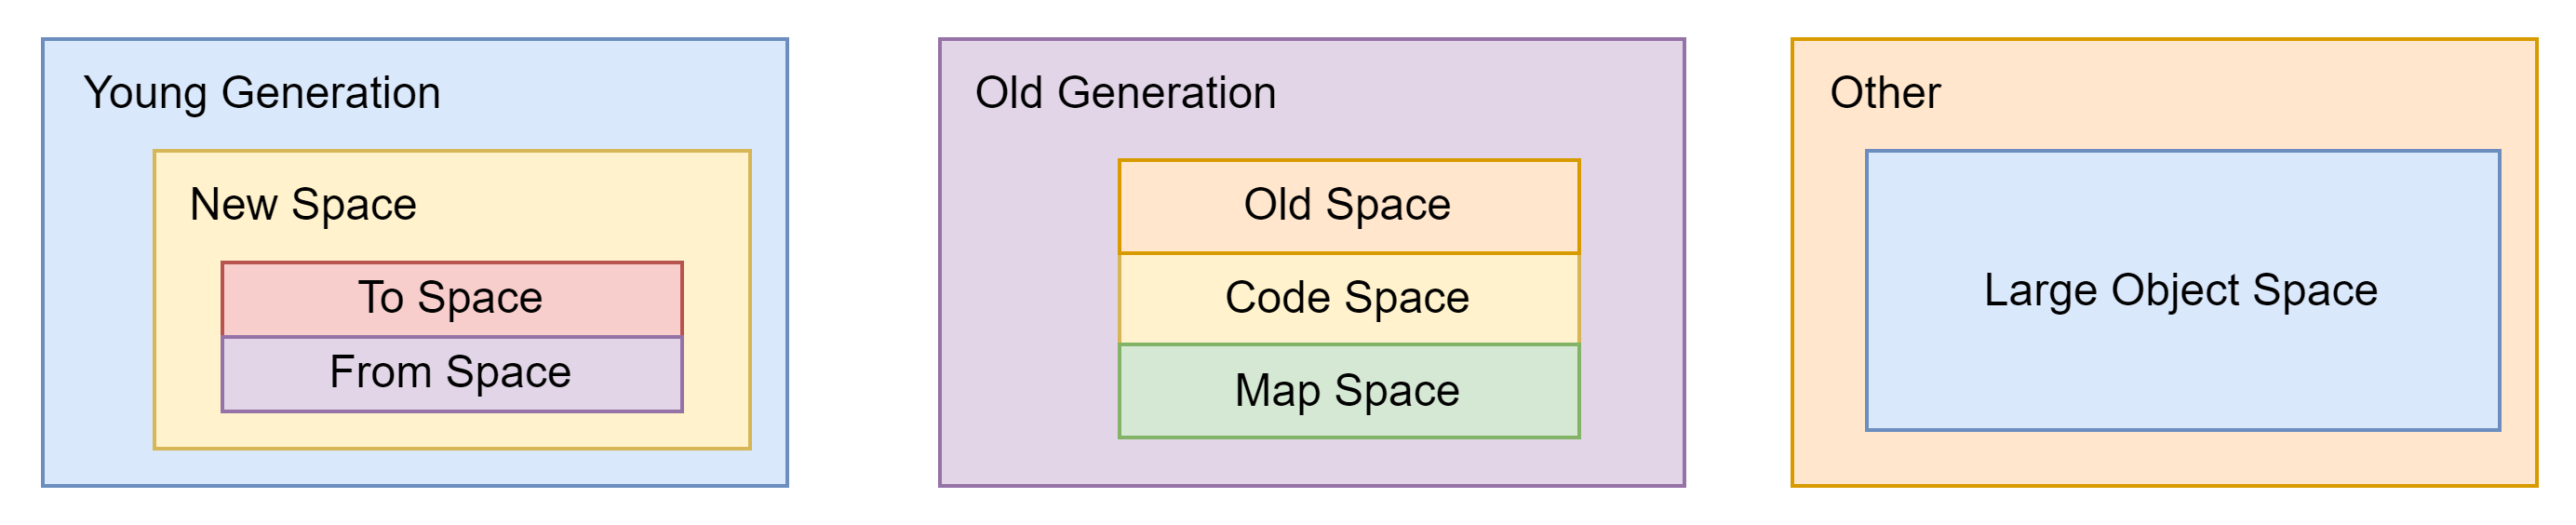 Young Generation
New Space
To Space
From Space
Old Generation
Old Space
Code Space
Map Space
Other
Large Object Space